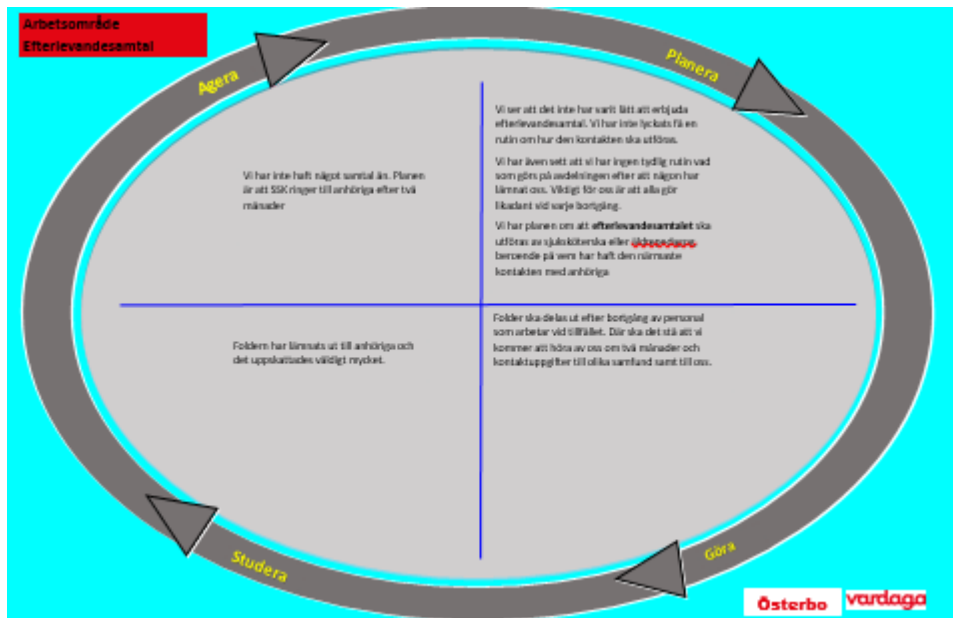 Arbetsområde
Efterlevandesamtal
Agera
Planera
Vi har inte haft något samtal än. Planen
är att SSK ringer till anhöriga efter två
månader
Vi ser att det inte har varit lätt att erbjuda
efterlevandesamtal. Vi har inte lyckats få en
rutin om hur den kontakten ska utföras.
Vi har även sett att vi har ingen tydlig rutin vad
som görs på avdelningen efter att någon har
lämnat oss. Viktigt för oss är att alla gör
likadant vid varje bortgång.
Vi har planen om att efterlevandesamtalet ska
utföras av sjuksköterska eller
beroende på vem har haft den närmaste
kontakten med anhöriga
Foldern har lämnats ut till anhöriga och
det uppskattades väldigt mycket.
Folder ska delas ut efter bortgång av personal
som arbetar vid tillfället. Där ska det stå att vi
kommer att höra av oss om två månader och
kontaktuppgifter till olika samfund samt till oss.
Studera
Göra
Österbo
vardaga